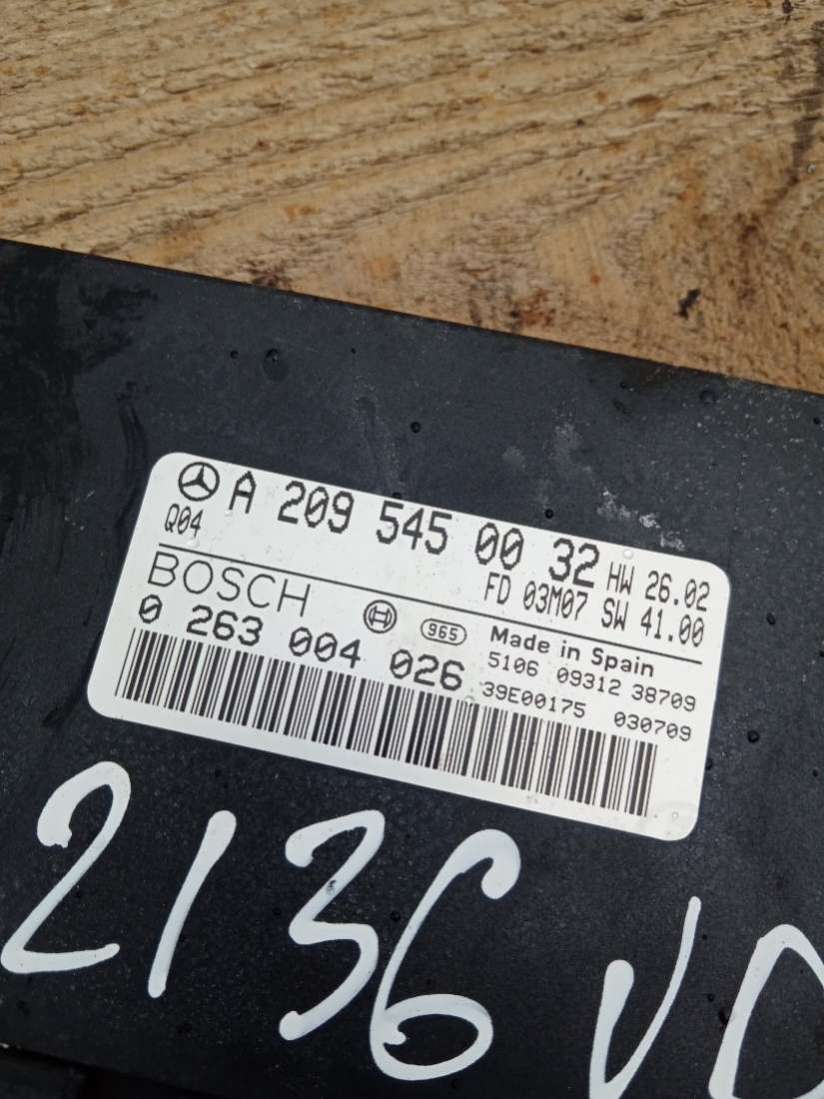 A 209 545 00 32 HW 26.02
Q04 FD 03M07 SW 41.00
BOSCH 965 Made in Spain
0 263 004 026 5106 09312 38709
39E00175 030709
2136